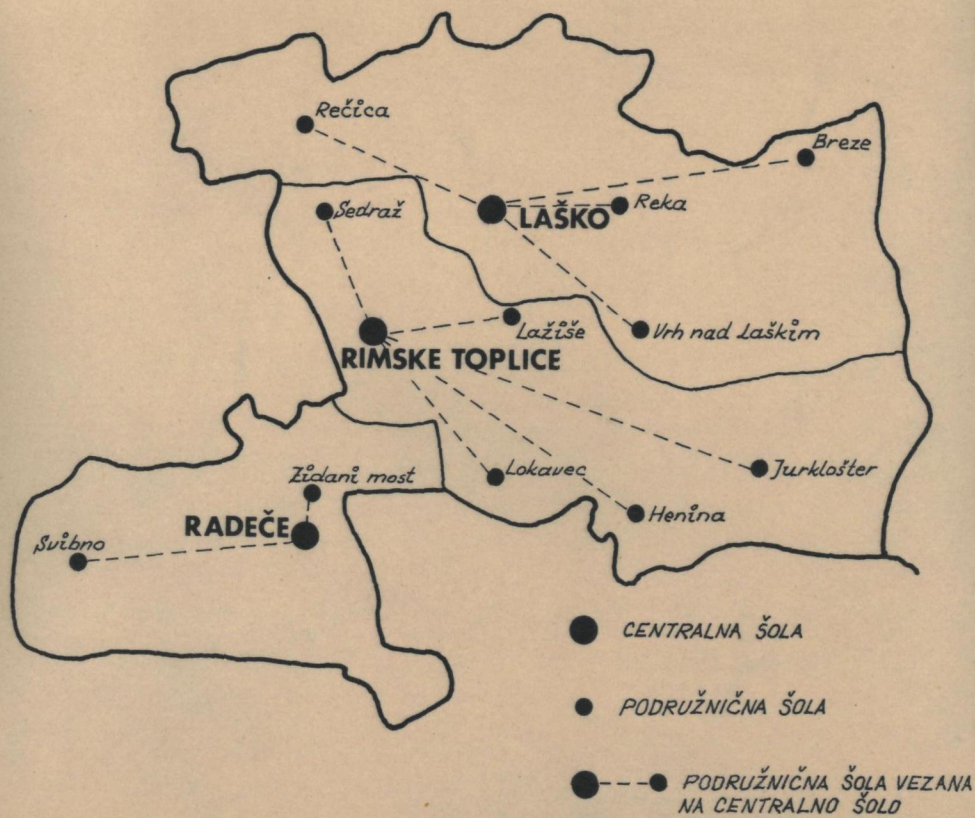 Rečica
Breze
Sedraž
LAŠKO
Reka
Lažiše
Vrh nad Laškim
RIMSKE TOPLICE
Zidani most
Lokavec
Jurklošter
RADEČE
Henina
Svibno
CENTRALNA ŠOLA
PODRUŽNIČNA ŠOLA
PODRUŽNIČNA ŠOLA VEZANA
NA CENTRALNO ŠOLO